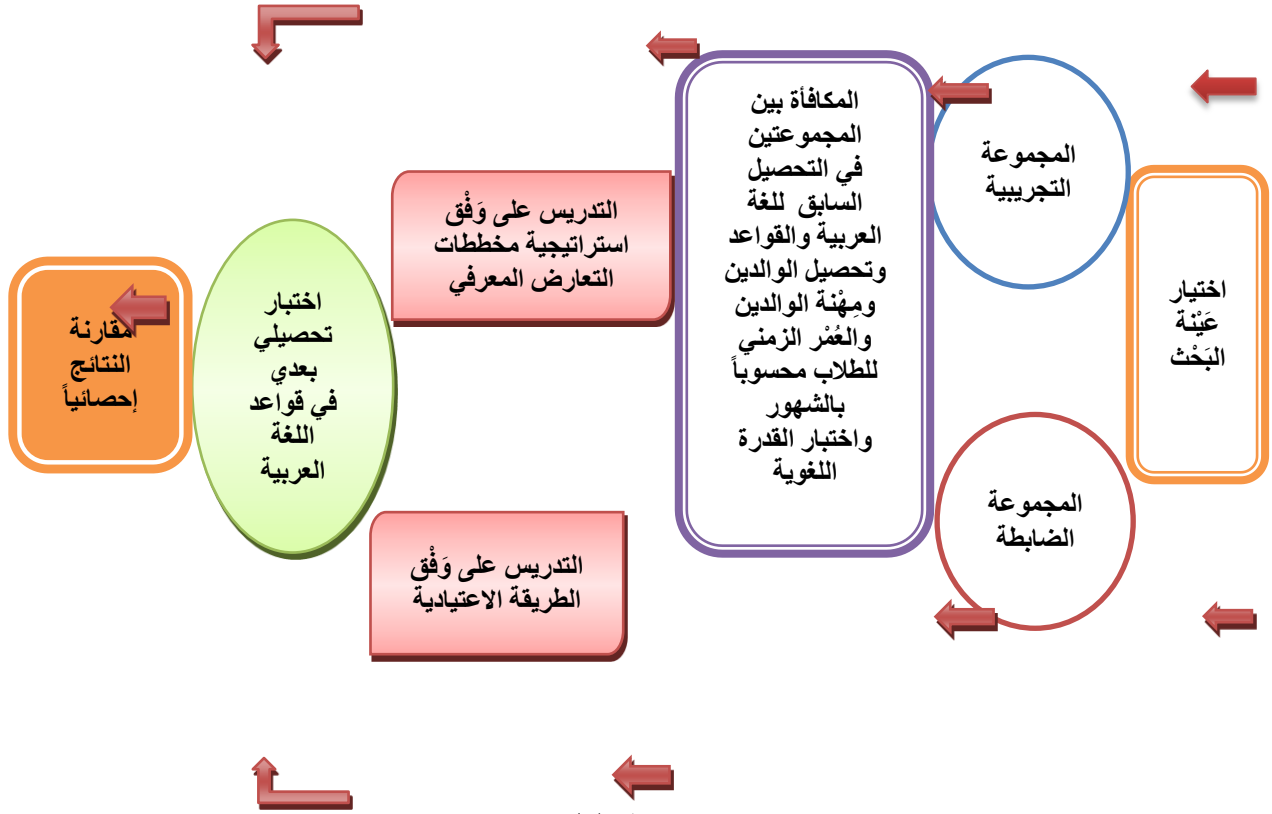 اختيار
عَيْنة
البَحْث
المجموعة
التجريبية
المجموعة
الضابطة
المكافأة بين
المجموعتين
في التحصيل
السابق للغة
العربية والقواعد
وتحصيل الوالدين
ومِهْنة الوالدين
والعُمْر الزمني
للطلاب محسوباً
بالشهور
واختبار القدرة
اللغوية
التدريس على وَفْق
استراتيجية مخططات
التعارض المعرفي
التدريس على وَفْق
الطريقة الاعتيادية
اختبار
تحصيلي
بعدي
في قواعد
اللغة
العربية
مقارنة
النتائج
إحصائياً